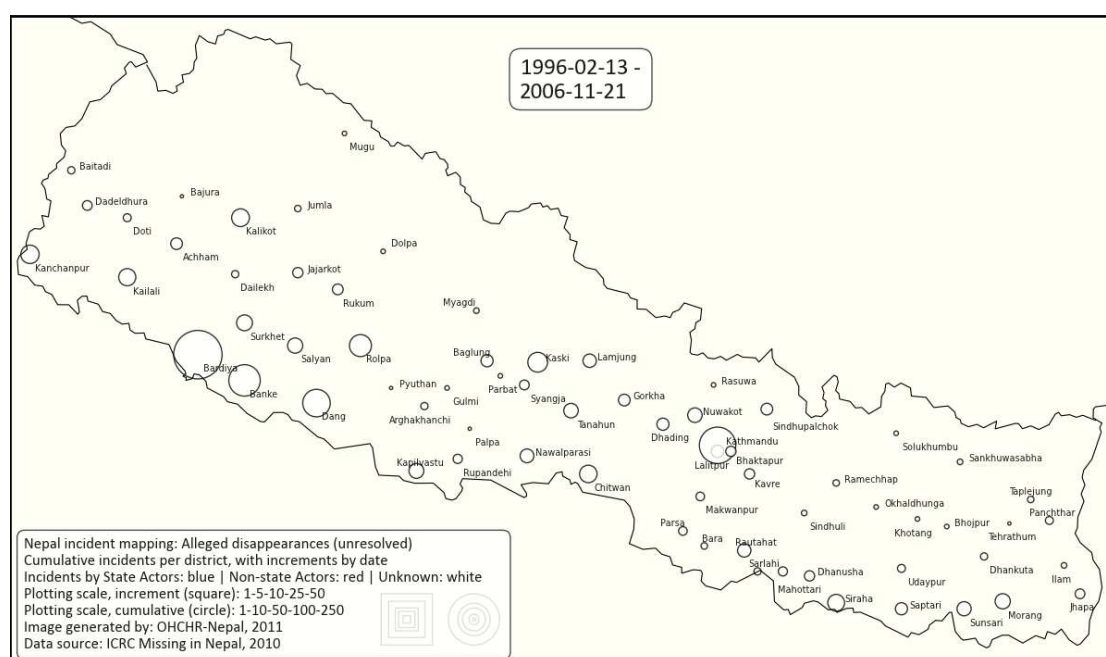 1996-02-13 -
2006-11-21
Mugu
Baitadi
Bajura
Dadeldhura
Jumla
Doti
Kalikot
Dolpa
Achham
Kanchanpur
Jajarkot
Dailekh
Kailali
Rukum
Myagdi
Surkhet
Salyan
Rolpa
Baglung
Kaski
Lamjung
Bardiya
Pyuthan
Parbat
Rasuwa
Banke
Gulmi
Syangja
Gorkha
Dang
Arghakhanchi
Tanahun
Nuwakot
Sindhupalchok
Dhading
Palpa
Kathmandu
Solukhumbu
Nawalparasi
Lalitpur
Bhaktapur
Sankhuwasabha
Kapilvastu
Rupandehi
Chitwan
Kavre
Ramechhap
Taplejung
Makwanpur
Okhaldhunga
Panchthar
Parsa
Sindhuli
Khotang
Bhojpur
Tehrathum
Bara
Rautahat
Sarlahi
Dhanusha
Udaypur
Dhankuta
Ilam
Mahottari
Siraha
Saptari
Sunsari
Morang
Jhapa
Nepal incident mapping: Alleged disappearances (unresolved)
Cumulative incidents per district, with increments by date
Incidents by State Actors: blue | Non-state Actors: red | Unknown: white
Plotting scale, increment (square): 1-5-10-25-50
Plotting scale, cumulative (circle): 1-10-50-100-250
Image generated by: OHCHR-Nepal, 2011
Data source: ICRC Missing in Nepal, 2010